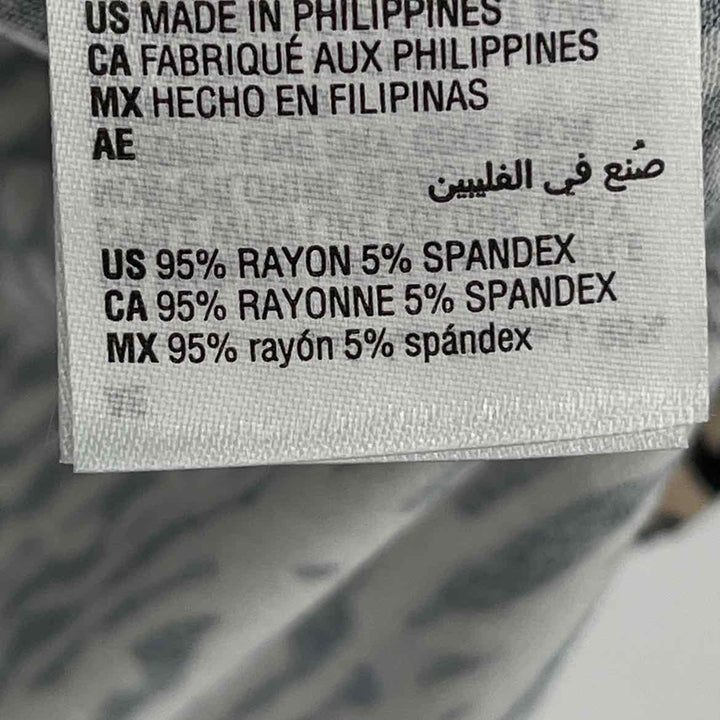 US MADE IN PHILIPPINES
CA FABRIQUÉ AUX PHILIPPINES
MX HECHO EN FILIPINAS
AE
صُنع في الفليبين
US 95% RAYON 5% SPANDEX
CA 95% RAYONNE 5% SPANDEX
MX 95% rayón 5% spándex